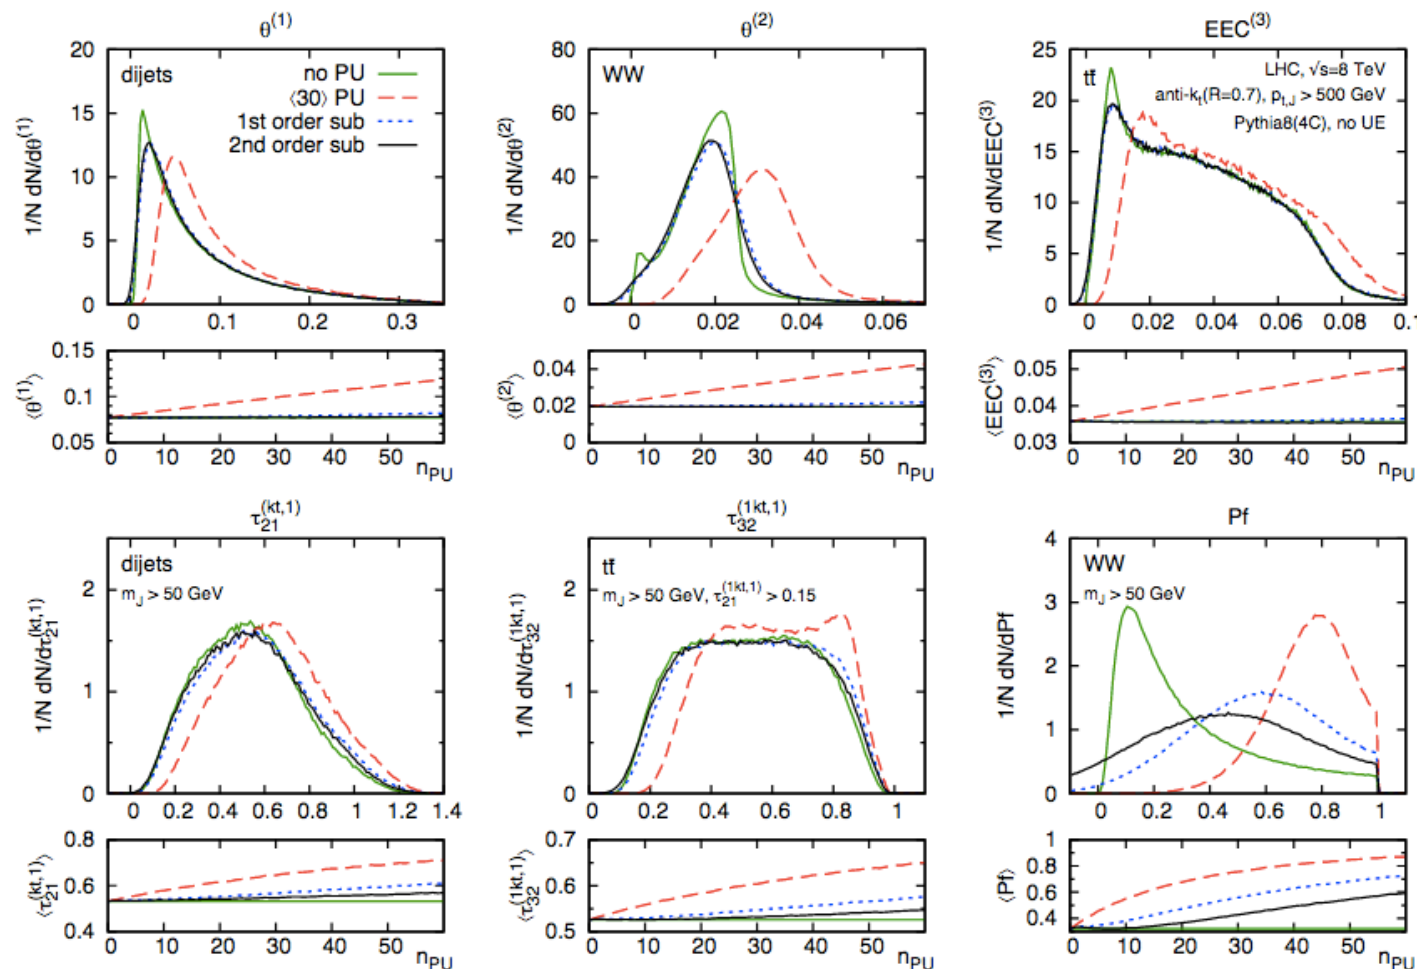 θ(1)
θ(2)
EEC(3)
20
15
10
5
0
1/N dN/dθ(1)
dijets
no PU
⟨30⟩ PU
1st order sub
2nd order sub
0 0.1 0.2 0.3
80
60
40
20
0
1/N dN/dθ(2)
WW
0 0.02 0.04 0.06
25
20
15
10
5
0
1/N dN/dEEC(3)
tt̄
LHC, √s=8 TeV
anti-kt(R=0.7), pt,J > 500 GeV
Pythia8(4C), no UE
0 0.02 0.04 0.06 0.08 0.1
0.15
0.1
0.05
⟨θ(1)⟩
0 10 20 30 40 50 nPU
0.04
0.02
0
⟨θ(2)⟩
0 10 20 30 40 50 nPU
0.05
0.04
0.03
⟨EEC(3)⟩
0 10 20 30 40 50 nPU
τ21(kt,1)
τ32(1kt,1)
Pf
2
1
0
1/N dN/dτ21(kt,1)
dijets
mJ > 50 GeV
0 0.2 0.4 0.6 0.8 1 1.2 1.4
2
1
0
1/N dN/dτ32(1kt,1)
tt̄
mJ > 50 GeV, τ21(1kt,1) > 0.15
0 0.2 0.4 0.6 0.8 1
4
3
2
1
0
1/N dN/dPf
WW
mJ > 50 GeV
0 0.2 0.4 0.6 0.8 1
0.8
0.6
0.4
⟨τ21(kt,1)⟩
0 10 20 30 40 50 nPU
0.7
0.6
0.5
⟨τ32(1kt,1)⟩
0 10 20 30 40 50 nPU
1
0.8
0.6
0.4
⟨Pf⟩
0 10 20 30 40 50 nPU